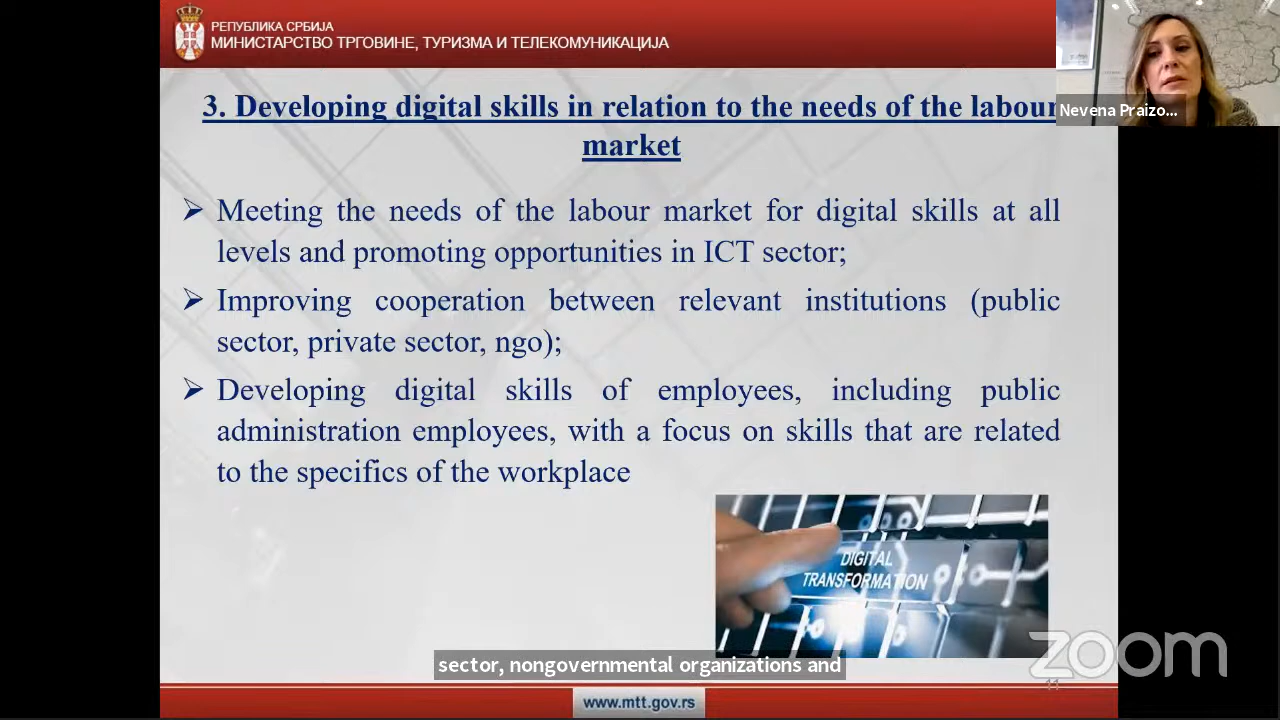 РЕПУБЛИКА СРБИЈА
МИНИСТАРСТВО ТРГОВИНЕ, ТУРИЗМА И ТЕЛЕКОМУНИКАЦИЈА
Nevena Praizo...
3. Developing digital skills in relation to the needs of the labour
market
➢ Meeting the needs of the labour market for digital skills at all
levels and promoting opportunities in ICT sector;
➢ Improving cooperation between relevant institutions (public
sector, private sector, ngo);
➢ Developing digital skills of employees, including public
administration employees, with a focus on skills that are related
to the specifics of the workplace
DIGITAL
TRANSFORMATION
sector, nongovernmental organizations and
zoom
11
www.mtt.gov.rs